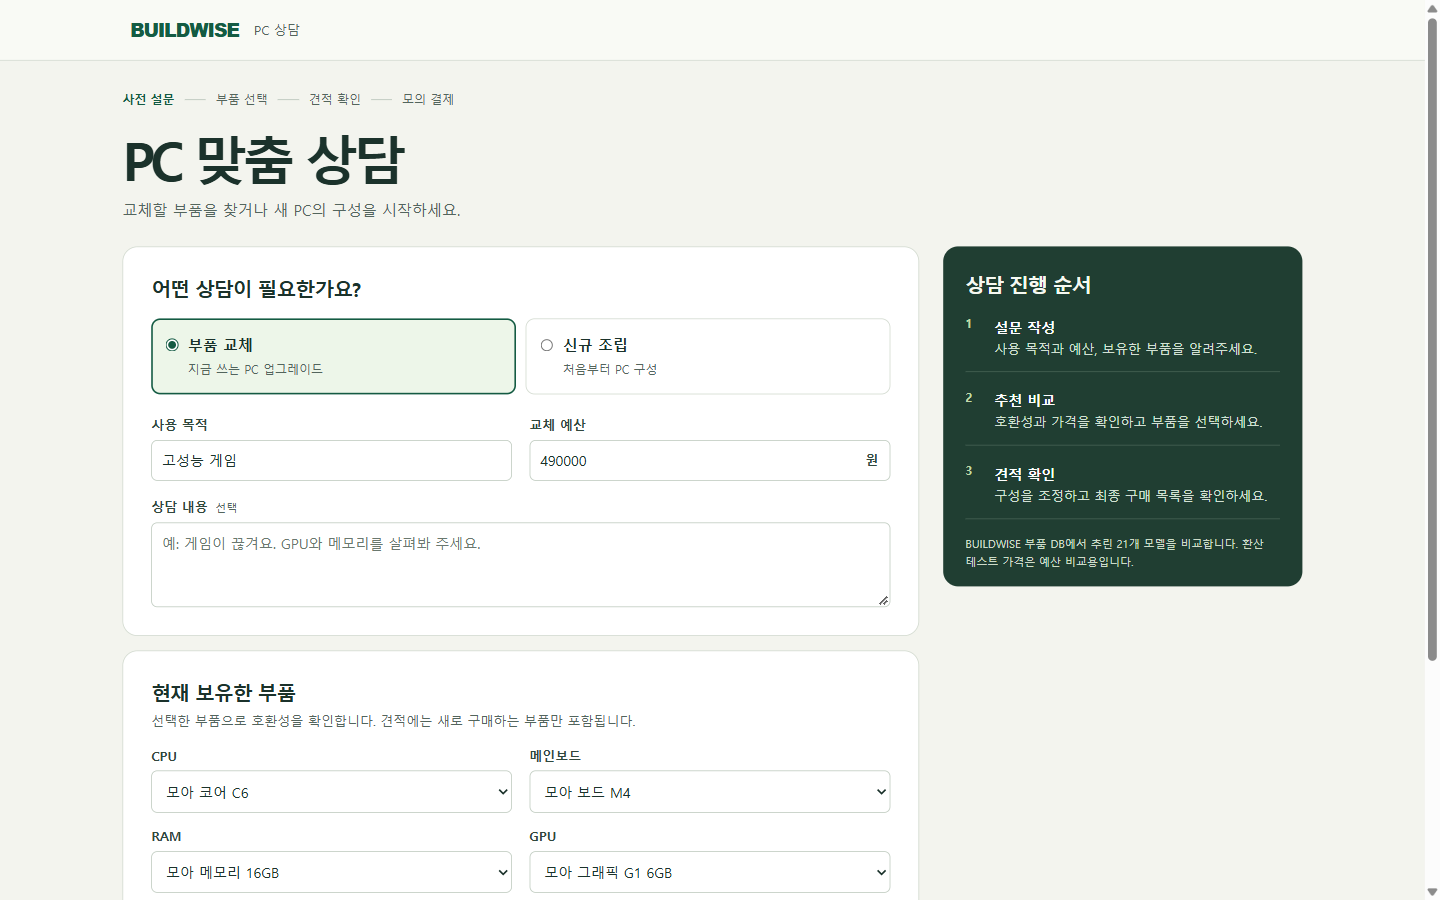 BUILDWISE PC 상담
사전 설문 부품 선택 견적 확인 모의 결제
PC 맞춤 상담
교체할 부품을 찾거나 새 PC의 구성을 시작하세요.
어떤 상담이 필요한가요?
부품 교체
지금 쓰는 PC 업그레이드
신규 조립
처음부터 PC 구성
사용 목적
고성능 게임
교체 예산
490000 원
상담 내용 선택
예: 게임이 끊겨요. GPU와 메모리를 살펴봐 주세요.
현재 보유한 부품
선택한 부품으로 호환성을 확인합니다. 견적에는 새로 구매하는 부품만 포함됩니다.
CPU
모아 코어 C6
메인보드
모아 보드 M4
RAM
모아 메모리 16GB
GPU
모아 그래픽 G1 6GB
상담 진행 순서
1 설문 작성
사용 목적과 예산, 보유한 부품을 알려주세요.
2 추천 비교
호환성과 가격을 확인하고 부품을 선택하세요.
3 견적 확인
구성을 조정하고 최종 구매 목록을 확인하세요.
BUILDWISE 부품 DB에서 추린 21개 모델을 비교합니다. 환산
테스트 가격은 예산 비교용입니다.